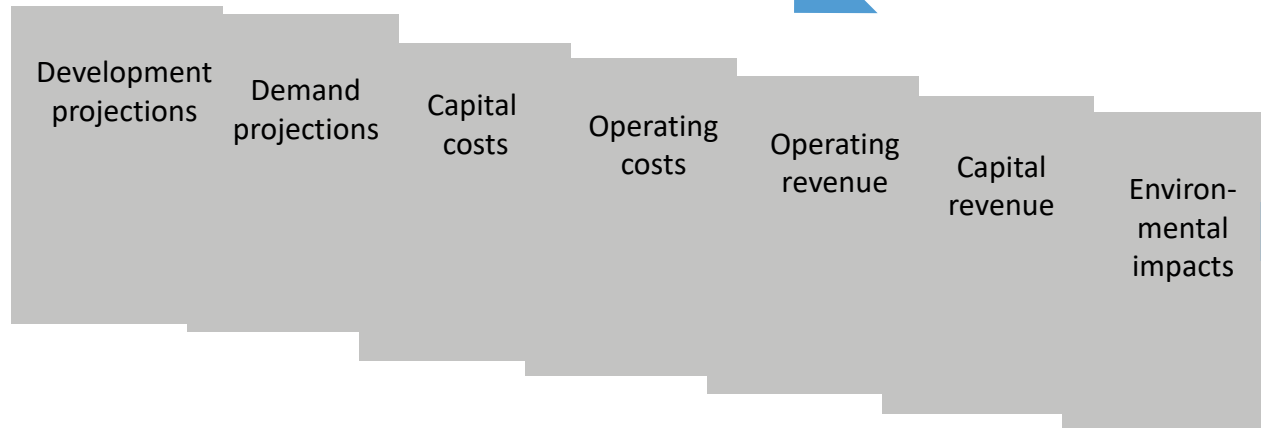 Development
projections
Demand
projections
Capital
costs
Operating
costs
Operating
revenue
Capital
revenue
Environ-
mental
impacts